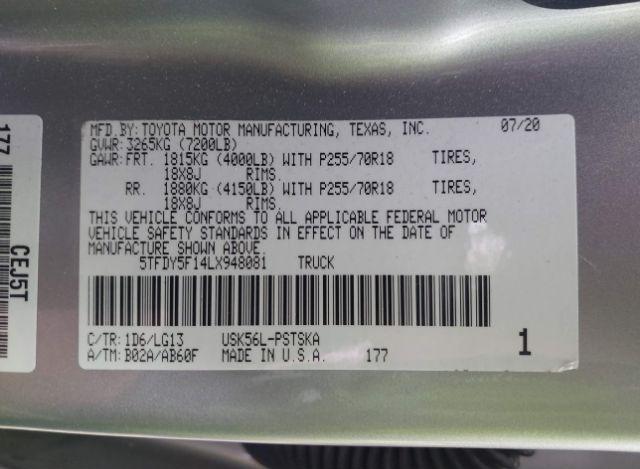 MFD.BY:TOYOTA MOTOR MANUFACTURING, TEXAS, INC. 07/20
GVWR:3265KG (7200LB)
GAWR:FRT. 1815KG (4000LB) WITH P255/70R18 TIRES,
18X8J RIMS.
RR. 1880KG (4150LB) WITH P255/70R18 TIRES,
18X8J RIMS.
THIS VEHICLE CONFORMS TO ALL APPLICABLE FEDERAL MOTOR
VEHICLE SAFETY STANDARDS IN EFFECT ON THE DATE OF
MANUFACTURE SHOWN ABOVE.
5TFDY5F14LX948081 TRUCK
C/TR:1D6/LG13 USK56L-PSTSKA
A/TM:B02A/AB60F MADE IN U.S.A. 177 1
177
CEJ5T